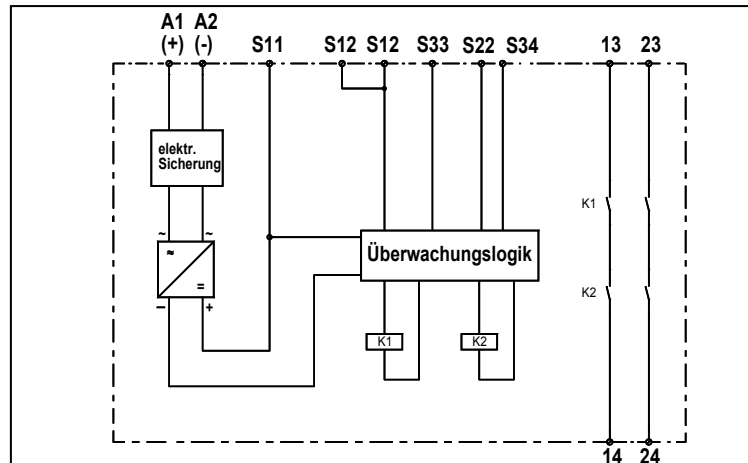 A1 A2 S11 S12 S12 S33 S22 S34 13 23
(+) (-)
elektr.
Sicherung
K1
~ ~
Überwachungslogik
≈
=
K2
– +
K1 K2
14 24